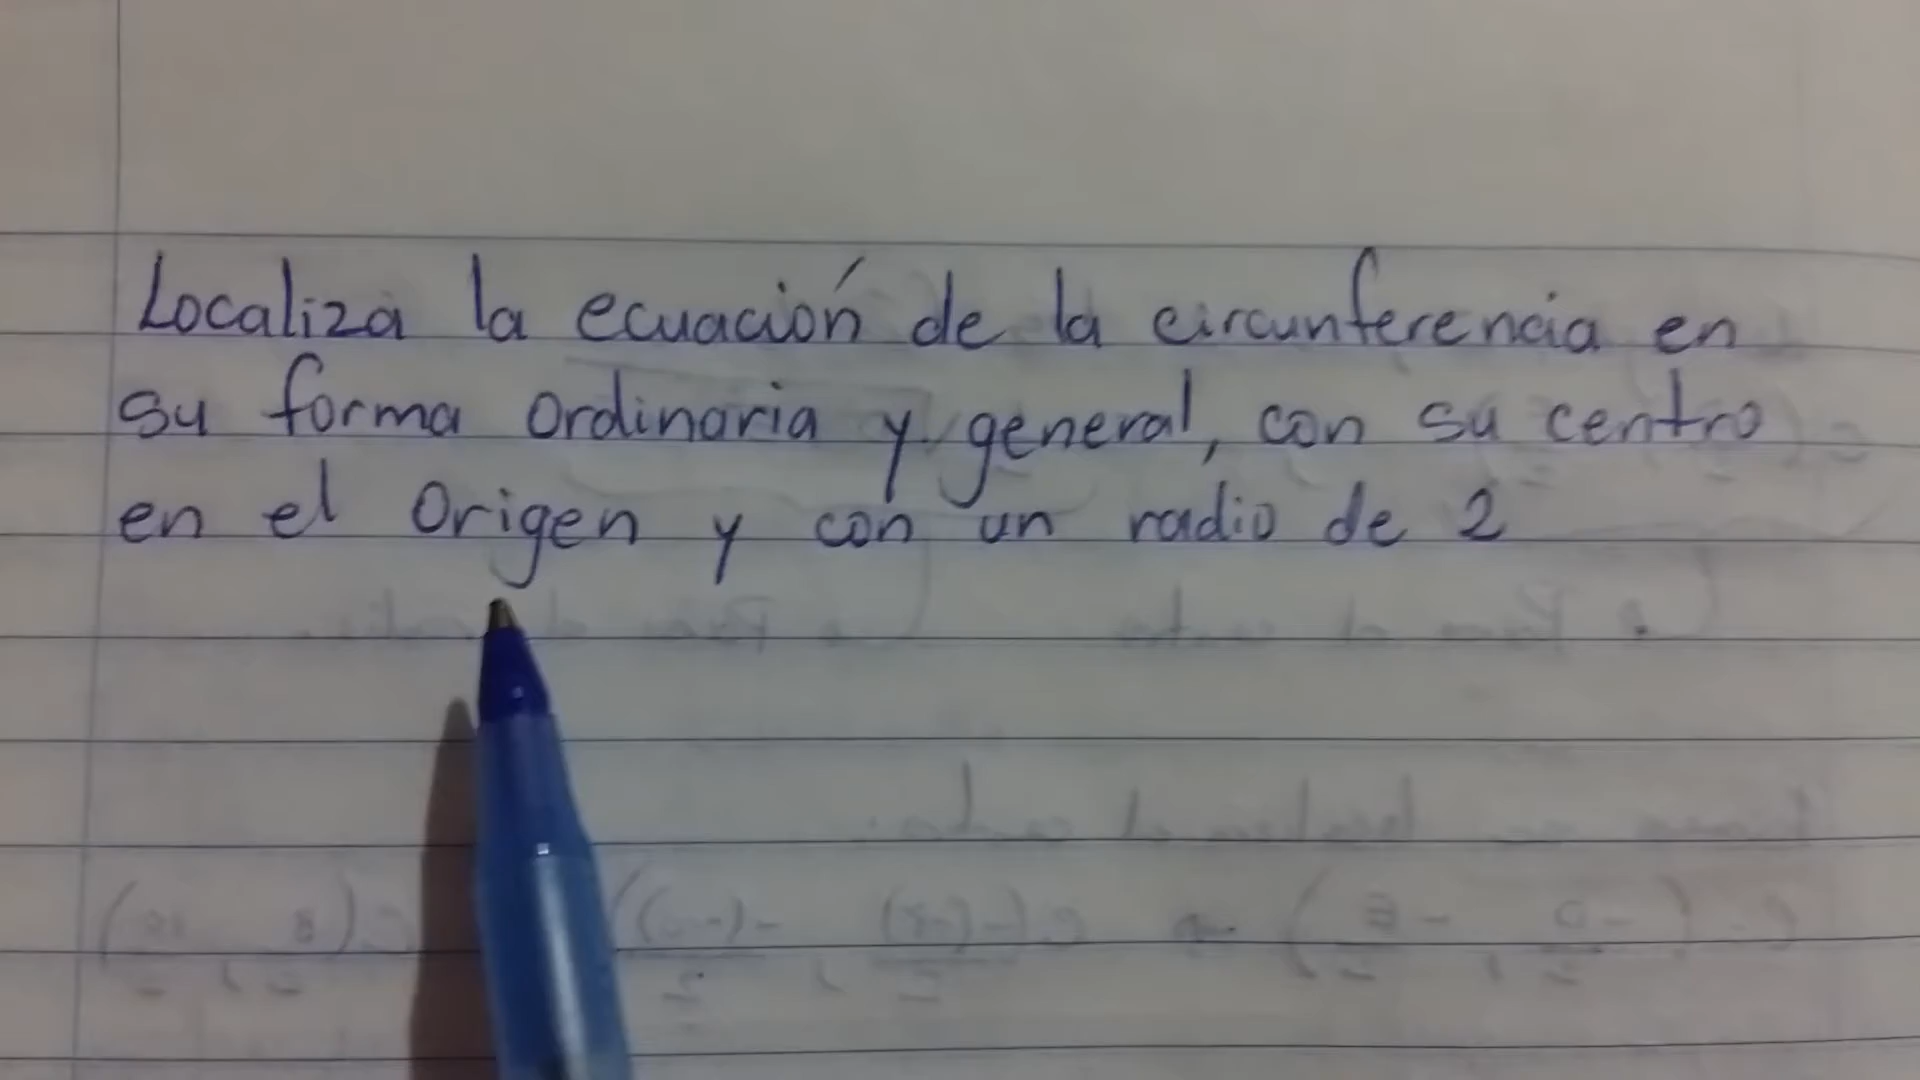 Localiza la ecuación de la circunferencia en
su forma ordinaria y general, con su centro
en el Origen y con un radio de 2